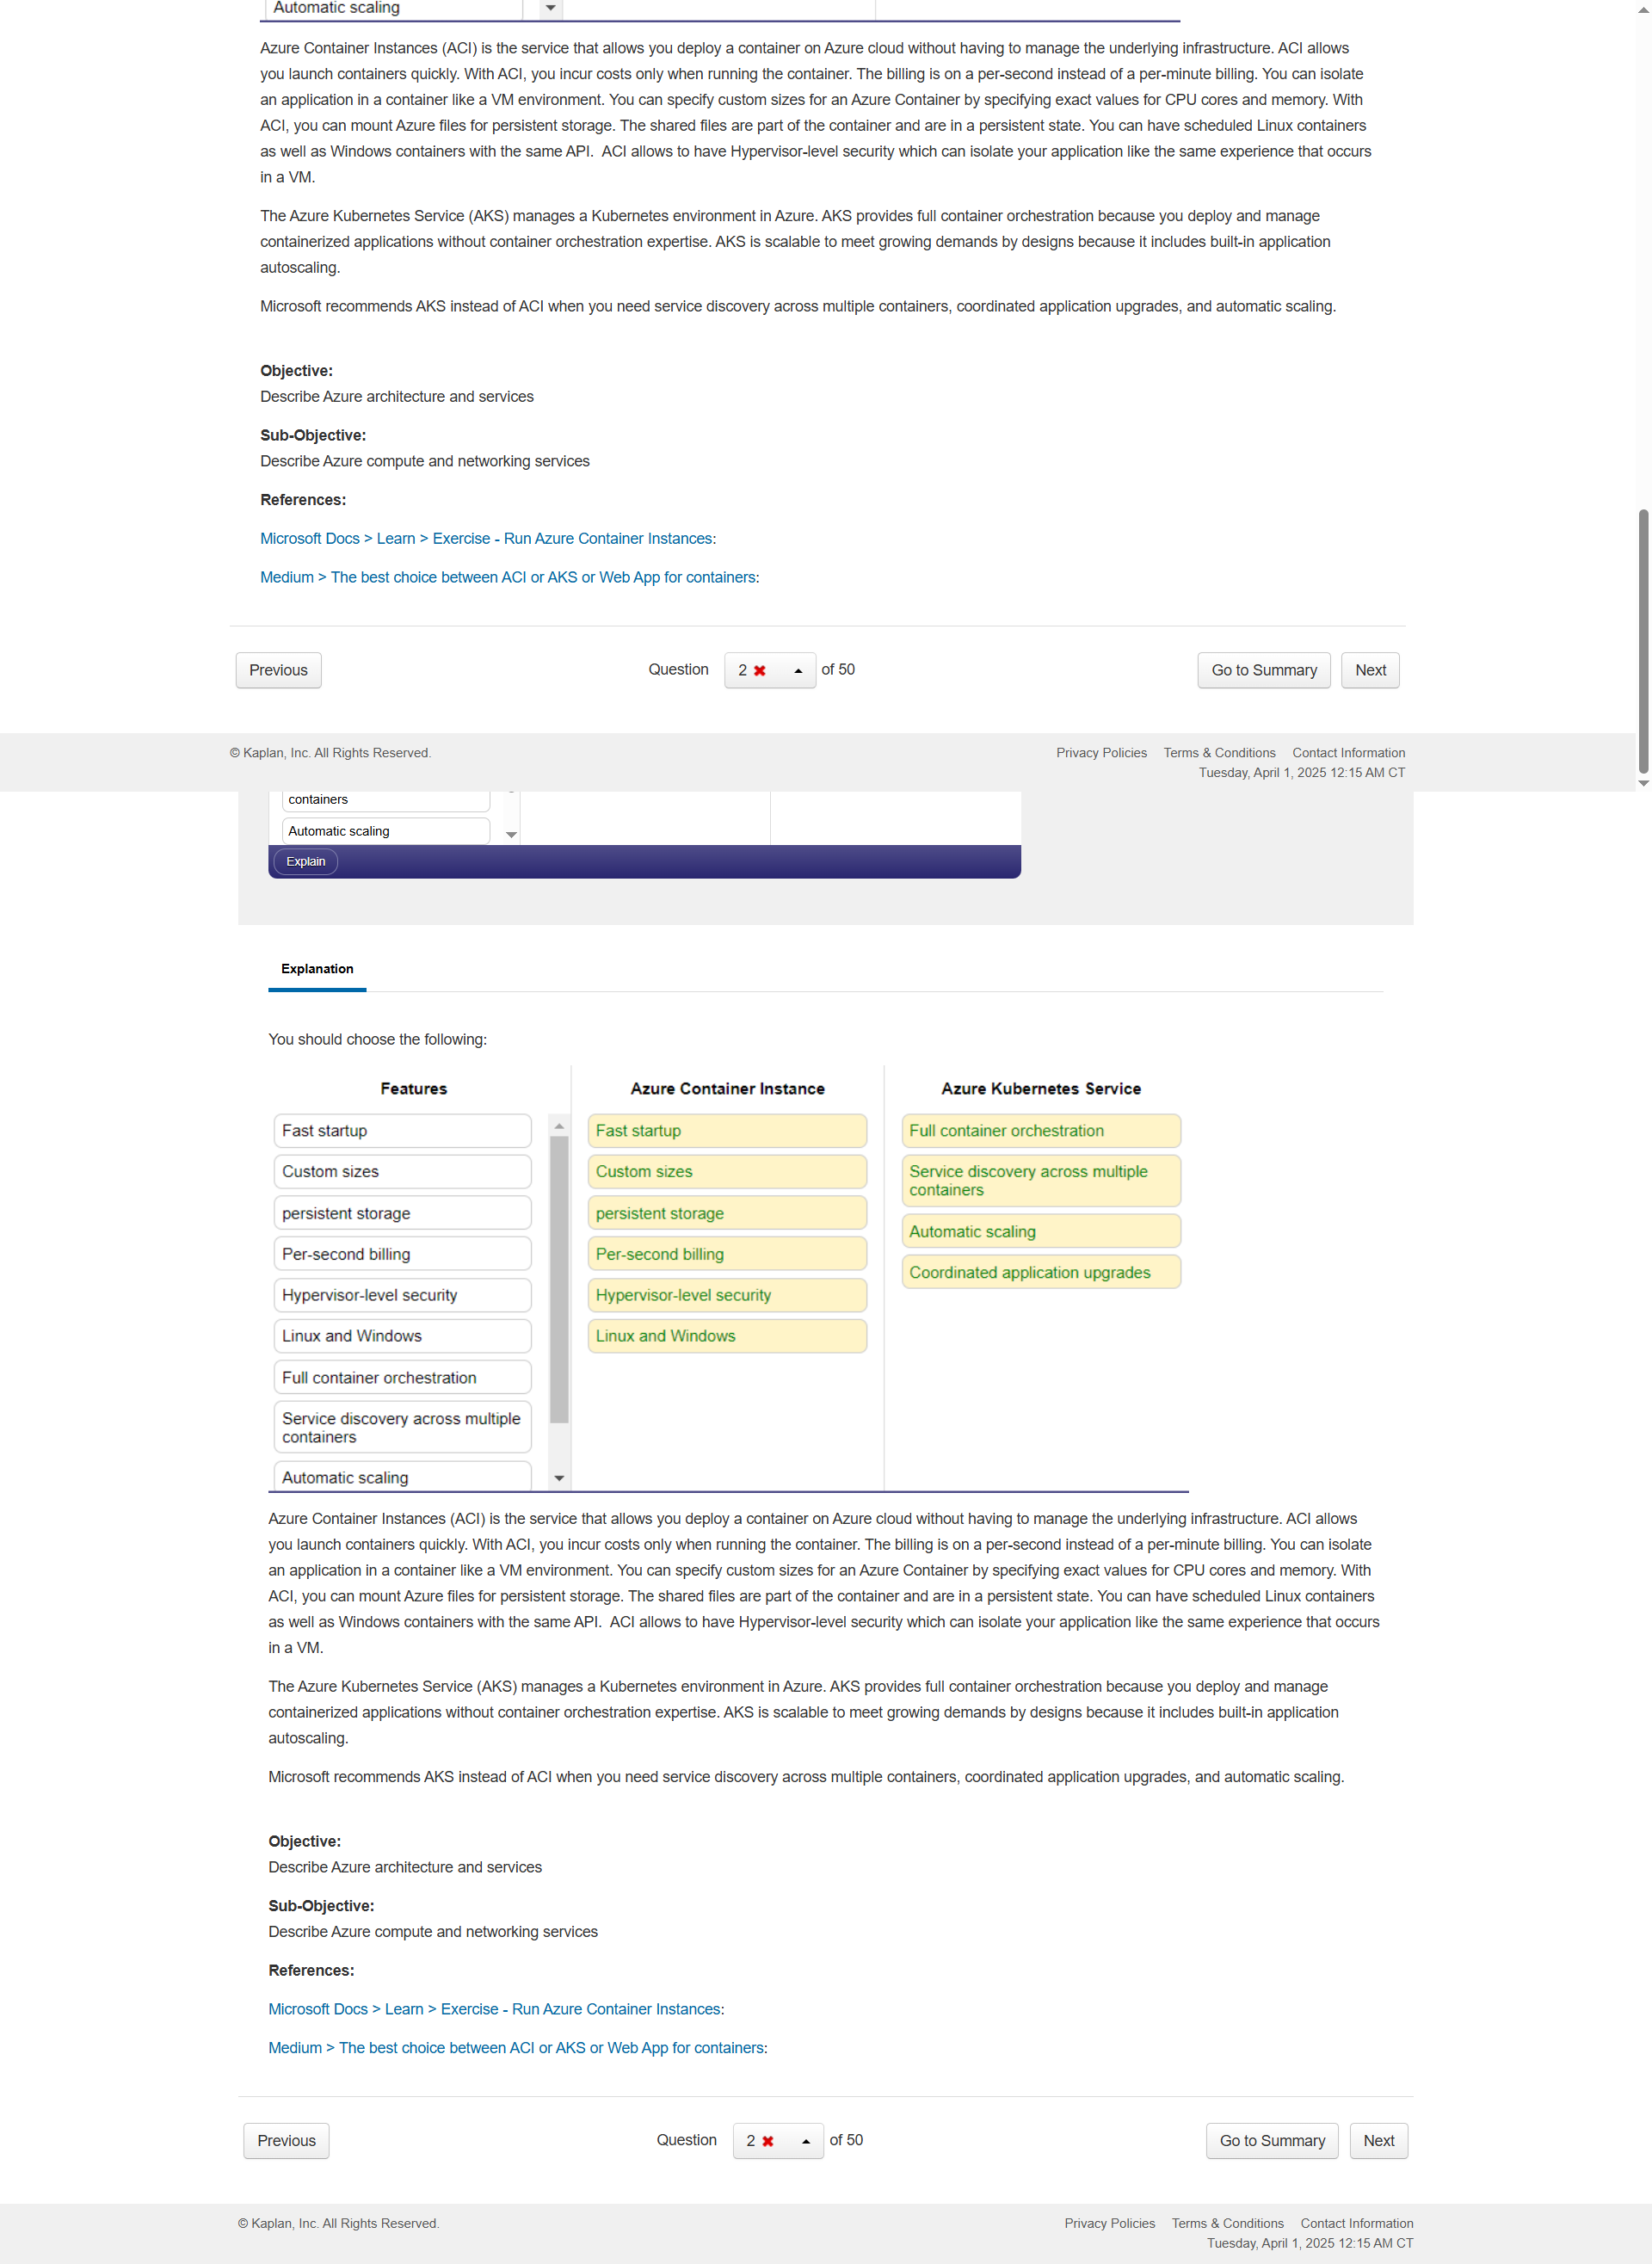 Automatic scaling
Azure Container Instances (ACI) is the service that allows you deploy a container on Azure cloud without having to manage the underlying infrastructure. ACI allows
you launch containers quickly. With ACI, you incur costs only when running the container. The billing is on a per-second instead of a per-minute billing. You can isolate
an application in a container like a VM environment. You can specify custom sizes for an Azure Container by specifying exact values for CPU cores and memory. With
ACI, you can mount Azure files for persistent storage. The shared files are part of the container and are in a persistent state. You can have scheduled Linux containers
as well as Windows containers with the same API.  ACI allows to have Hypervisor-level security which can isolate your application like the same experience that occurs
in a VM.
The Azure Kubernetes Service (AKS) manages a Kubernetes environment in Azure. AKS provides full container orchestration because you deploy and manage
containerized applications without container orchestration expertise. AKS is scalable to meet growing demands by designs because it includes built-in application
autoscaling.
Microsoft recommends AKS instead of ACI when you need service discovery across multiple containers, coordinated application upgrades, and automatic scaling.
Objective:
Describe Azure architecture and services
Sub-Objective:
Describe Azure compute and networking services
References:
Microsoft Docs > Learn > Exercise - Run Azure Container Instances:
Medium > The best choice between ACI or AKS or Web App for containers:
Previous Question 2 of 50 Go to Summary Next
© Kaplan, Inc. All Rights Reserved. Privacy Policies Terms & Conditions Contact Information
Tuesday, April 1, 2025 12:15 AM CT
containers
Automatic scaling
Explain
Explanation
You should choose the following:
Features Azure Container Instance Azure Kubernetes Service
Fast startup Fast startup Full container orchestration
Custom sizes Custom sizes Service discovery across multiple
containers
persistent storage persistent storage Automatic scaling
Per-second billing Per-second billing Coordinated application upgrades
Hypervisor-level security Hypervisor-level security
Linux and Windows Linux and Windows
Full container orchestration
Service discovery across multiple
containers
Automatic scaling
Azure Container Instances (ACI) is the service that allows you deploy a container on Azure cloud without having to manage the underlying infrastructure. ACI allows
you launch containers quickly. With ACI, you incur costs only when running the container. The billing is on a per-second instead of a per-minute billing. You can isolate
an application in a container like a VM environment. You can specify custom sizes for an Azure Container by specifying exact values for CPU cores and memory. With
ACI, you can mount Azure files for persistent storage. The shared files are part of the container and are in a persistent state. You can have scheduled Linux containers
as well as Windows containers with the same API.  ACI allows to have Hypervisor-level security which can isolate your application like the same experience that occurs
in a VM.
The Azure Kubernetes Service (AKS) manages a Kubernetes environment in Azure. AKS provides full container orchestration because you deploy and manage
containerized applications without container orchestration expertise. AKS is scalable to meet growing demands by designs because it includes built-in application
autoscaling.
Microsoft recommends AKS instead of ACI when you need service discovery across multiple containers, coordinated application upgrades, and automatic scaling.
Objective:
Describe Azure architecture and services
Sub-Objective:
Describe Azure compute and networking services
References:
Microsoft Docs > Learn > Exercise - Run Azure Container Instances:
Medium > The best choice between ACI or AKS or Web App for containers:
Previous Question 2 of 50 Go to Summary Next
© Kaplan, Inc. All Rights Reserved. Privacy Policies Terms & Conditions Contact Information
Tuesday, April 1, 2025 12:15 AM CT